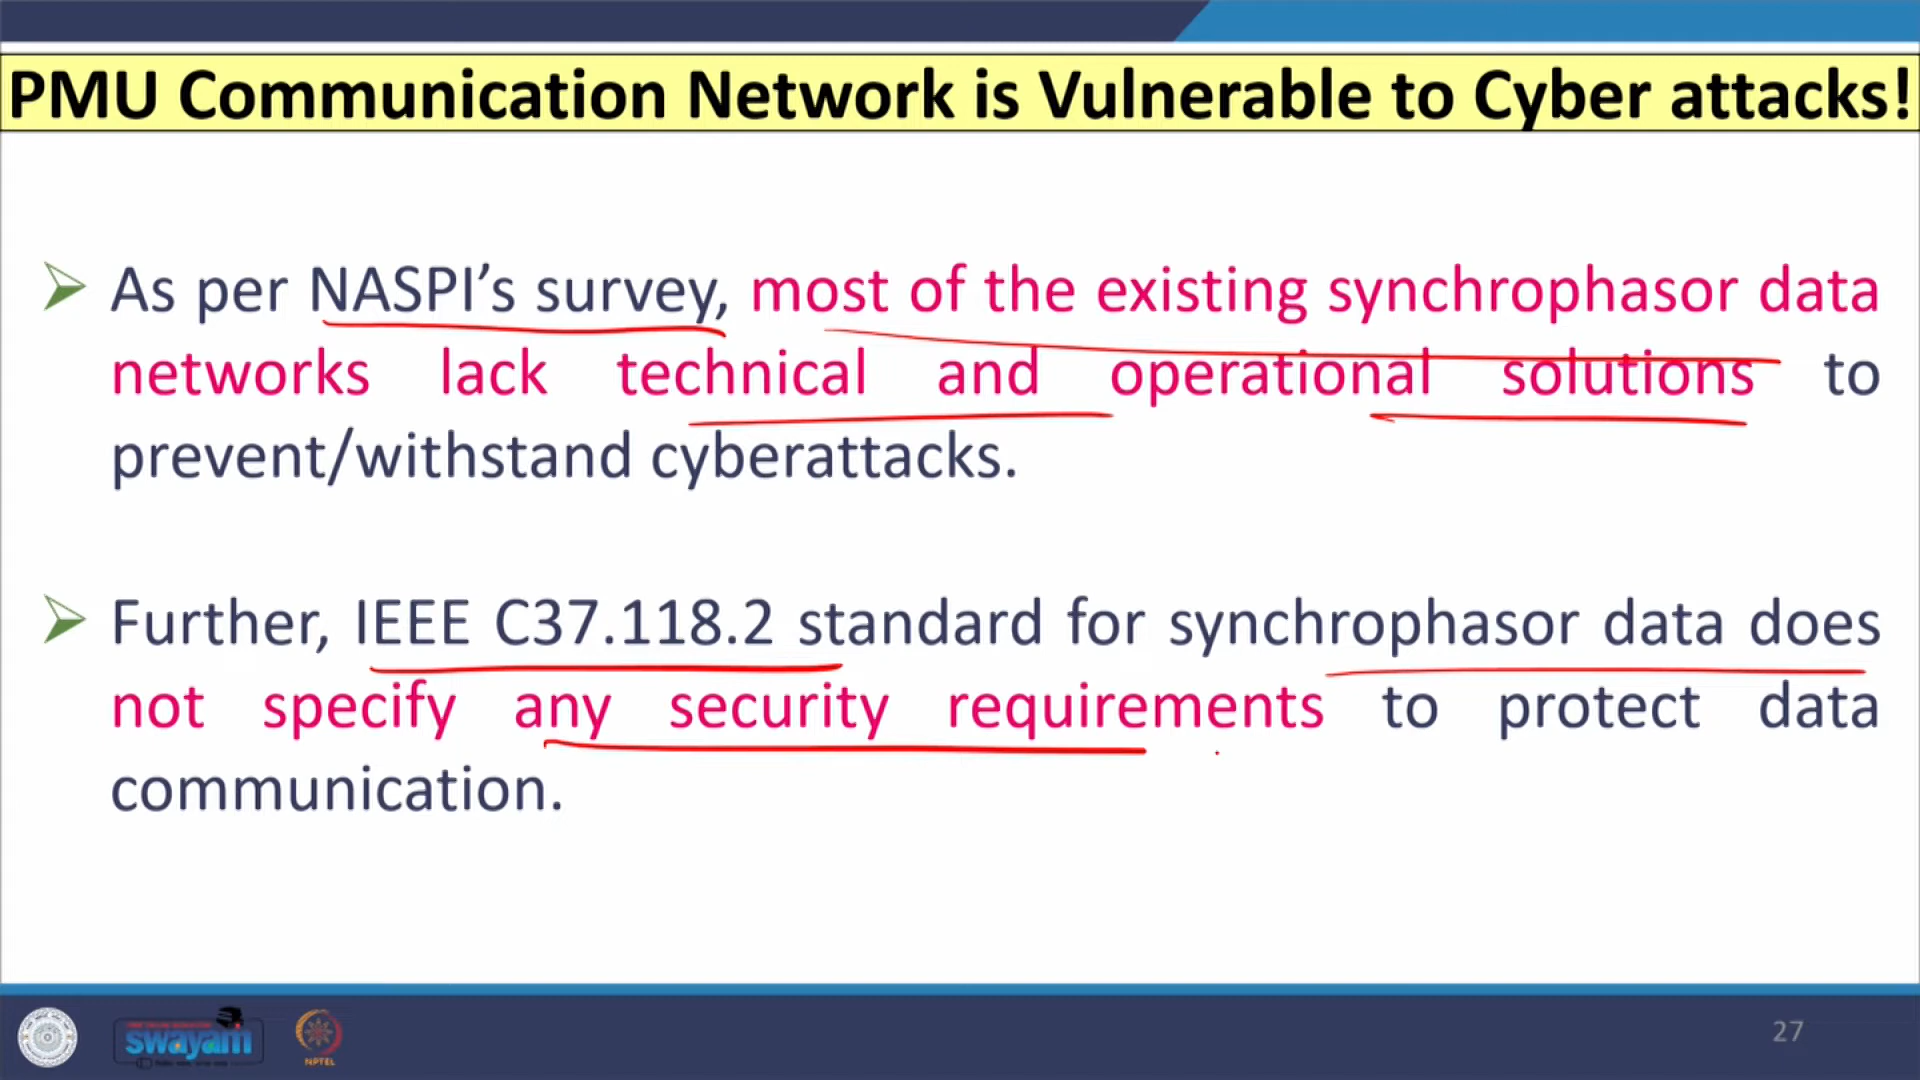 PMU Communication Network is Vulnerable to Cyber attacks!
As per NASPI’s survey, most of the existing synchrophasor data
networks lack technical and operational solutions to
prevent/withstand cyberattacks.
Further, IEEE C37.118.2 standard for synchrophasor data does
not specify any security requirements to protect data
communication.
swayam
NPTEL
27